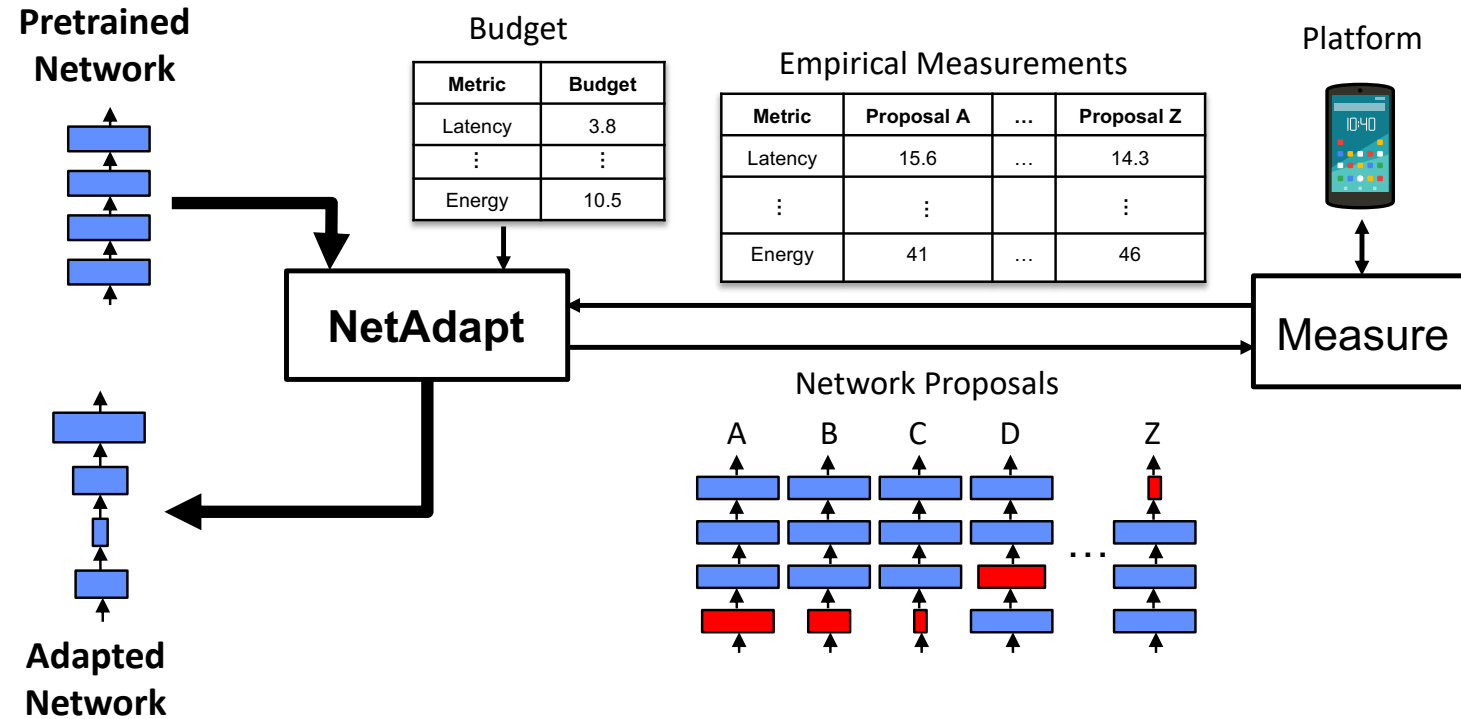 Pretrained
Network
Budget
Metric Budget
Latency 3.8
⋮ ⋮
Energy 10.5
Empirical Measurements
Metric Proposal A … Proposal Z
Latency 15.6 … 14.3
⋮ ⋮ ⋮
Energy 41 … 46
Platform
10:40
NetAdapt
Measure
Network Proposals
A B C D Z
...
Adapted
Network